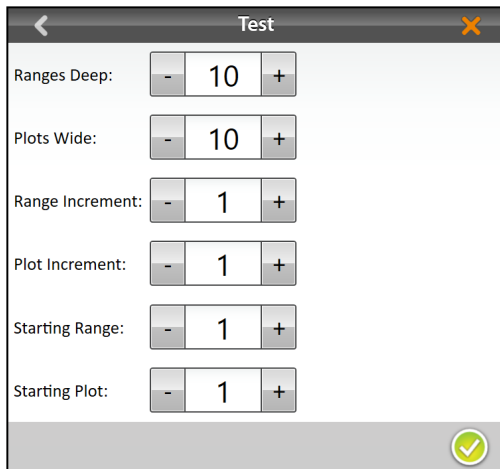 Test
Ranges Deep: - 10 +
Plots Wide: - 10 +
Range Increment: - 1 +
Plot Increment: - 1 +
Starting Range: - 1 +
Starting Plot: - 1 +